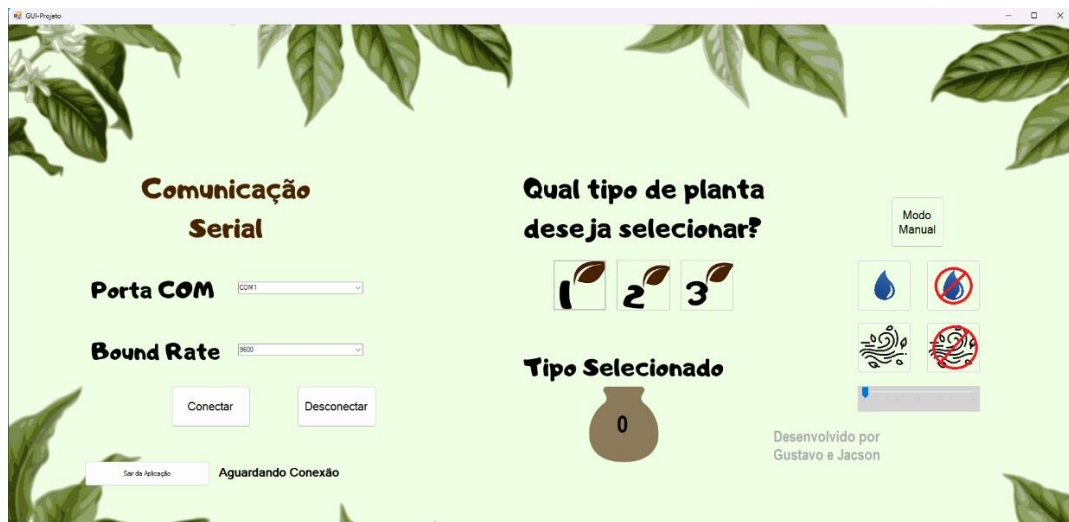 GUI-Projeto
Comunicação
Serial
Porta COM
COM1
Bound Rate
9600
Conectar
Desconectar
Sair da Aplicação
Aguardando Conexão
Qual tipo de planta
deseja selecionar?
1
2
3
Tipo Selecionado
0
Modo
Manual
Desenvolvido por
Gustavo e Jacson